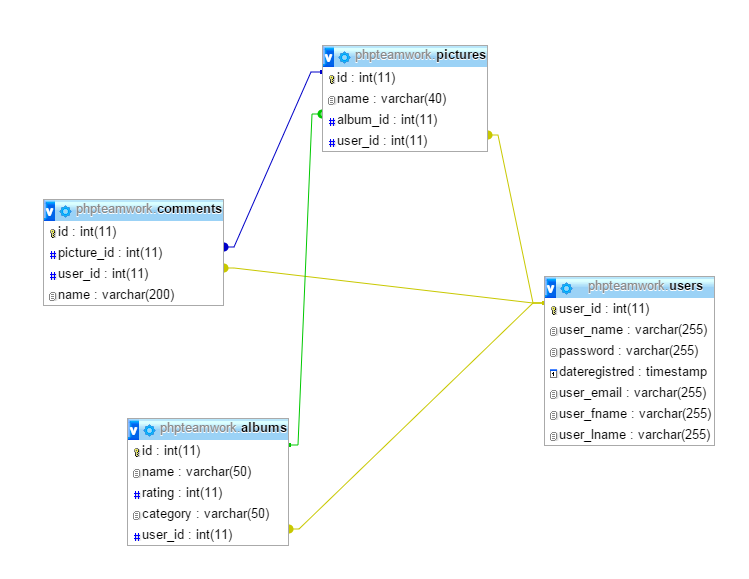 v phpteamwork.pictures
id : int(11)
name : varchar(40)
album_id : int(11)
user_id : int(11)
v phpteamwork.comments
id : int(11)
picture_id : int(11)
user_id : int(11)
name : varchar(200)
v phpteamwork.users
user_id : int(11)
user_name : varchar(255)
password : varchar(255)
dateregistred : timestamp
user_email : varchar(255)
user_fname : varchar(255)
user_lname : varchar(255)
v phpteamwork.albums
id : int(11)
name : varchar(50)
rating : int(11)
category : varchar(50)
user_id : int(11)